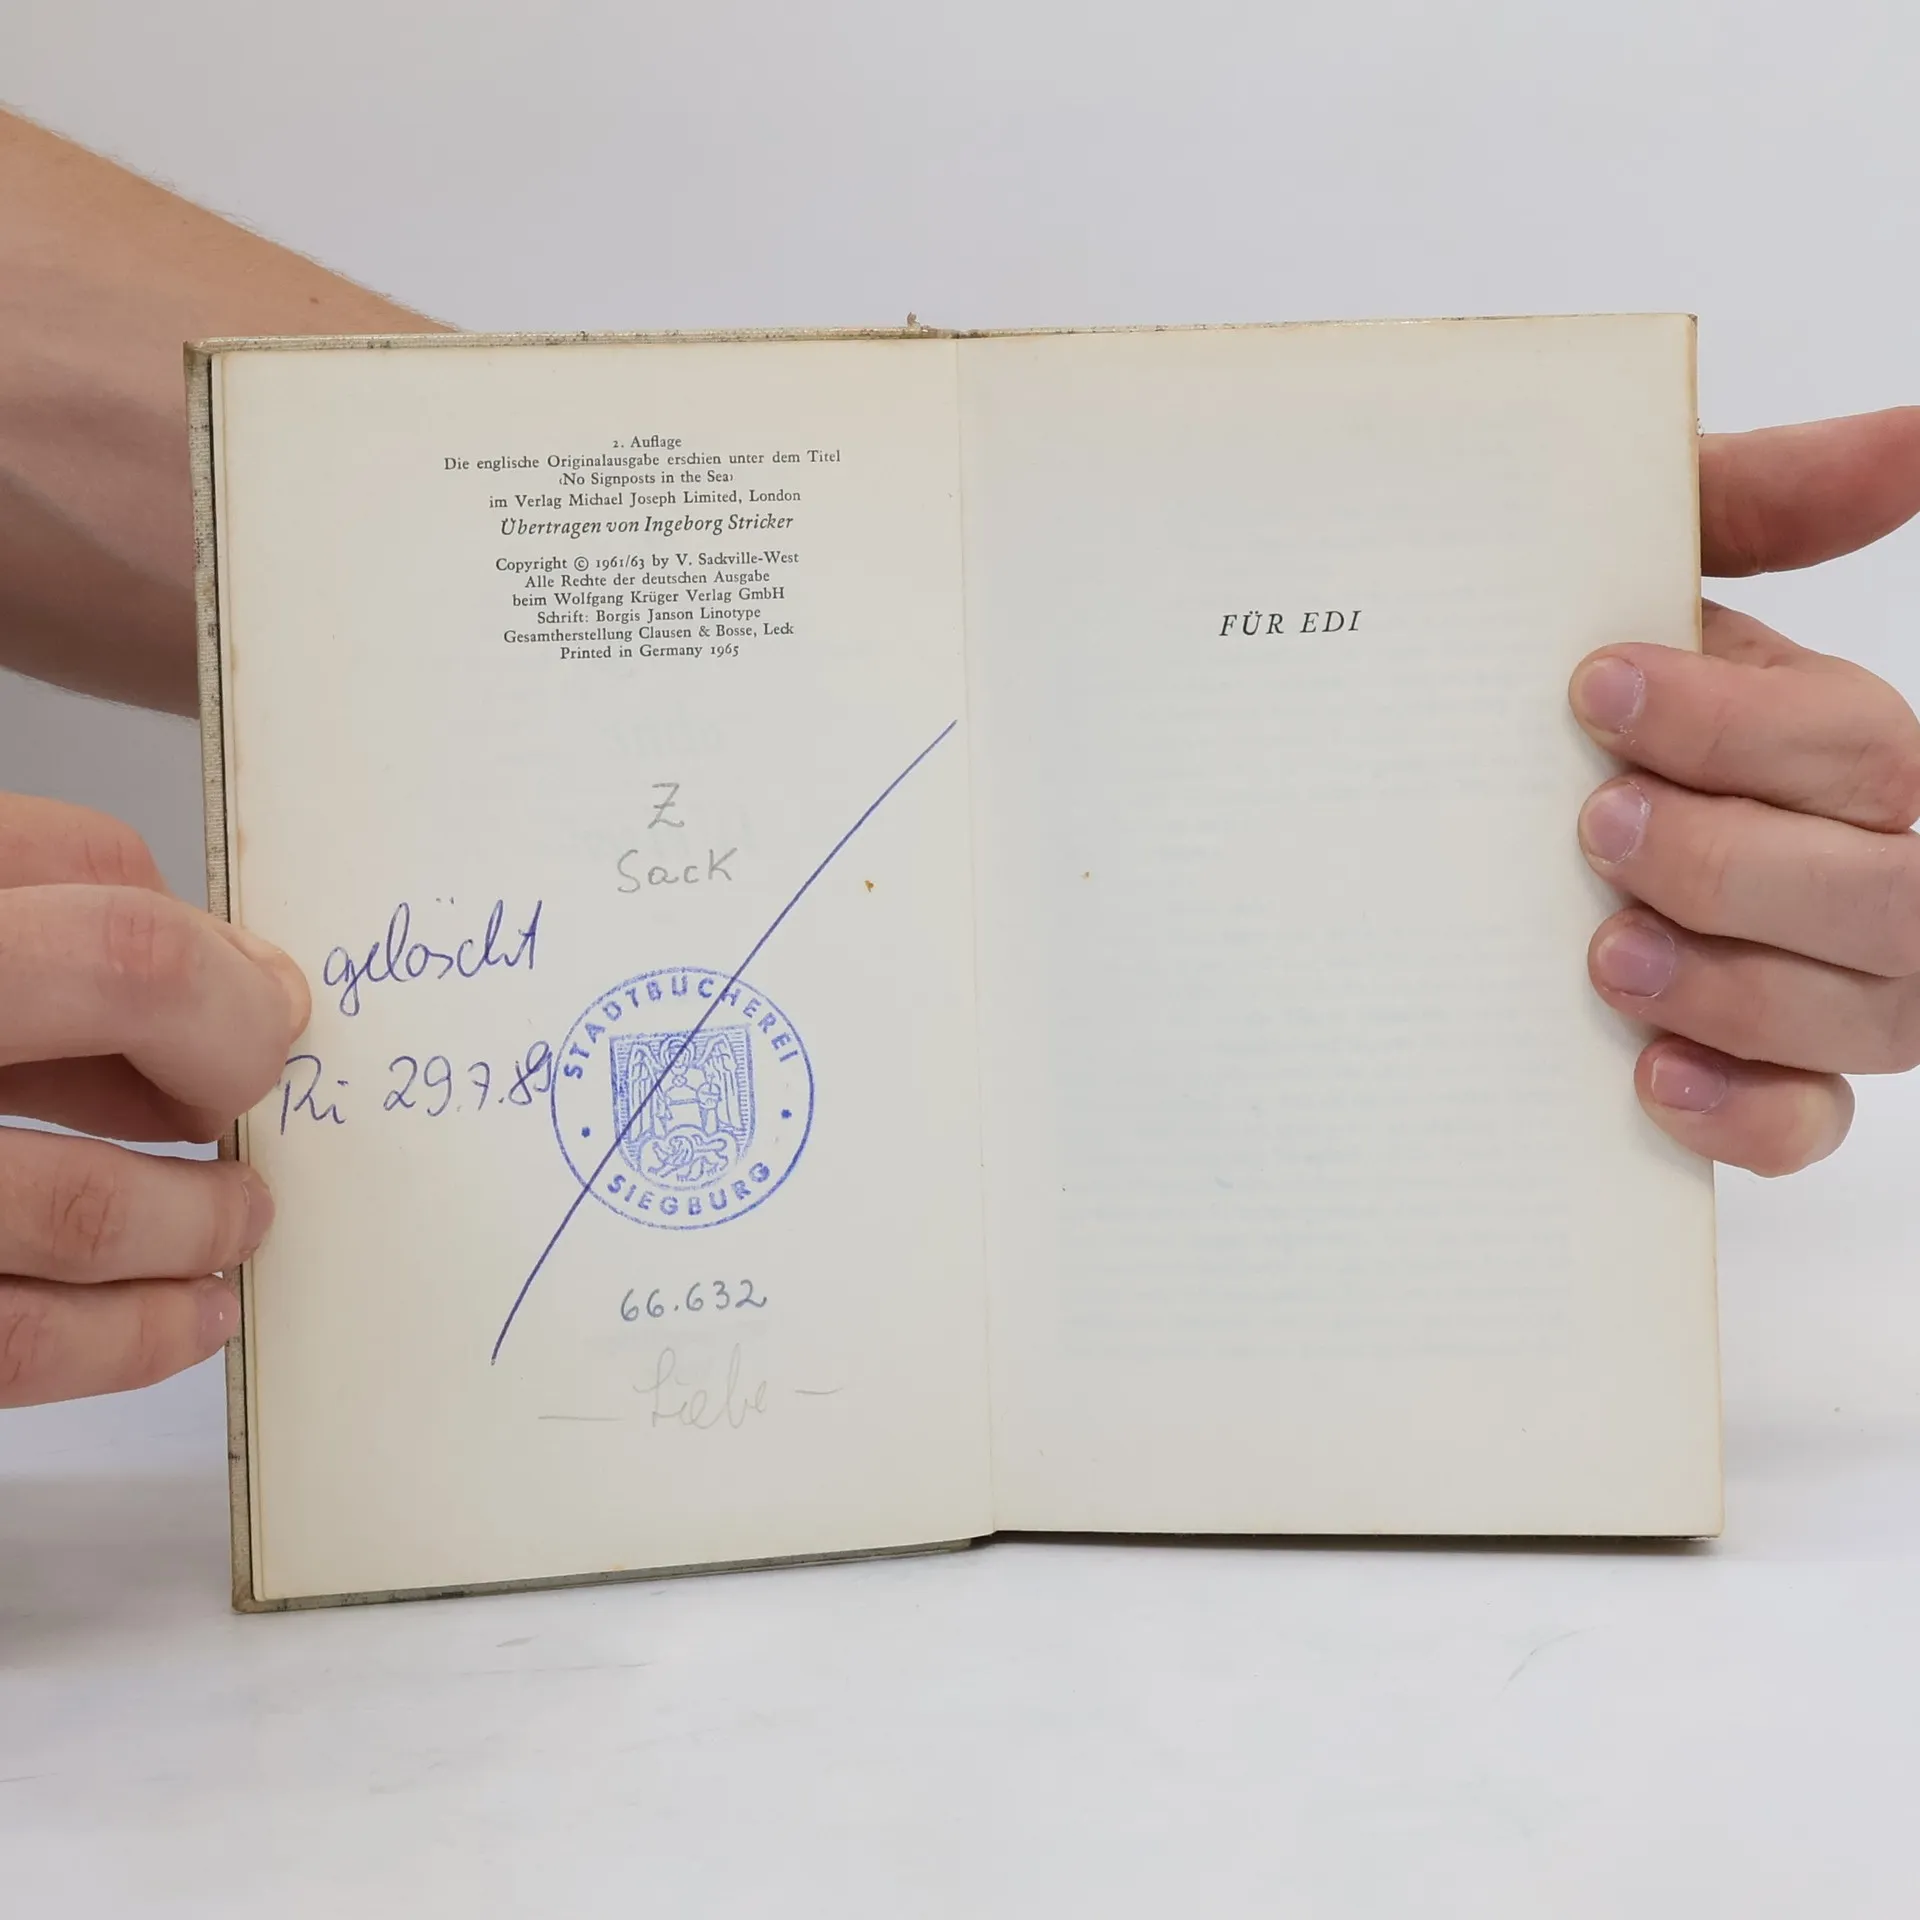 2. Auflage
Die englische Originalausgabe erschien unter dem Titel
‹No Signposts in the Sea›
im Verlag Michael Joseph Limited, London
Übertragen von Ingeborg Stricker
Copyright © 1961/63 by V. Sackville-West
Alle Rechte der deutschen Ausgabe
beim Wolfgang Krüger Verlag GmbH
Schrift: Borgis Janson Linotype
Gesamtherstellung Clausen & Bosse, Leck
Printed in Germany 1965
Z
Sack
gelöscht
Ri 29.7.89
STADTBÜCHEREI
SIEGBURG
66.632
— Liebe —
FÜR EDI